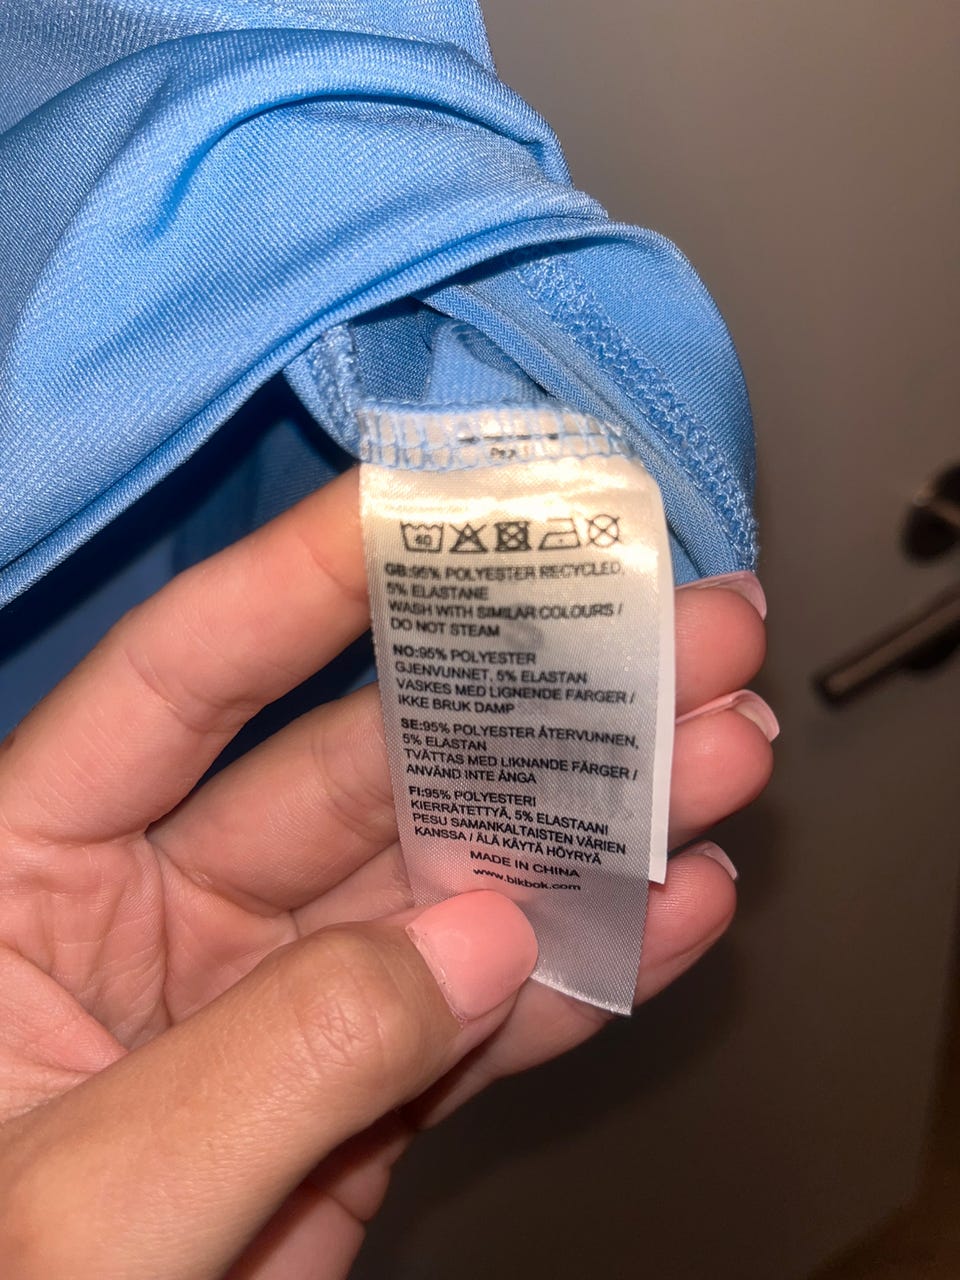 40
GB:95% POLYESTER RECYCLED,
5% ELASTANE
WASH WITH SIMILAR COLOURS /
DO NOT STEAM
NO:95% POLYESTER
GJENVUNNET, 5% ELASTAN
VASKES MED LIGNENDE FARGER /
IKKE BRUK DAMP
SE:95% POLYESTER ÅTERVUNNEN,
5% ELASTAN
TVÄTTAS MED LIKNANDE FÄRGER /
ANVÄND INTE ÅNGA
FI:95% POLYESTERI
KIERRÄTETTYÄ, 5% ELASTAANI
PESU SAMANKALTAISTEN VÄRIEN
KANSSA / ÄLÄ KÄYTÄ HÖYRYÄ
MADE IN CHINA
www.bikbok.com